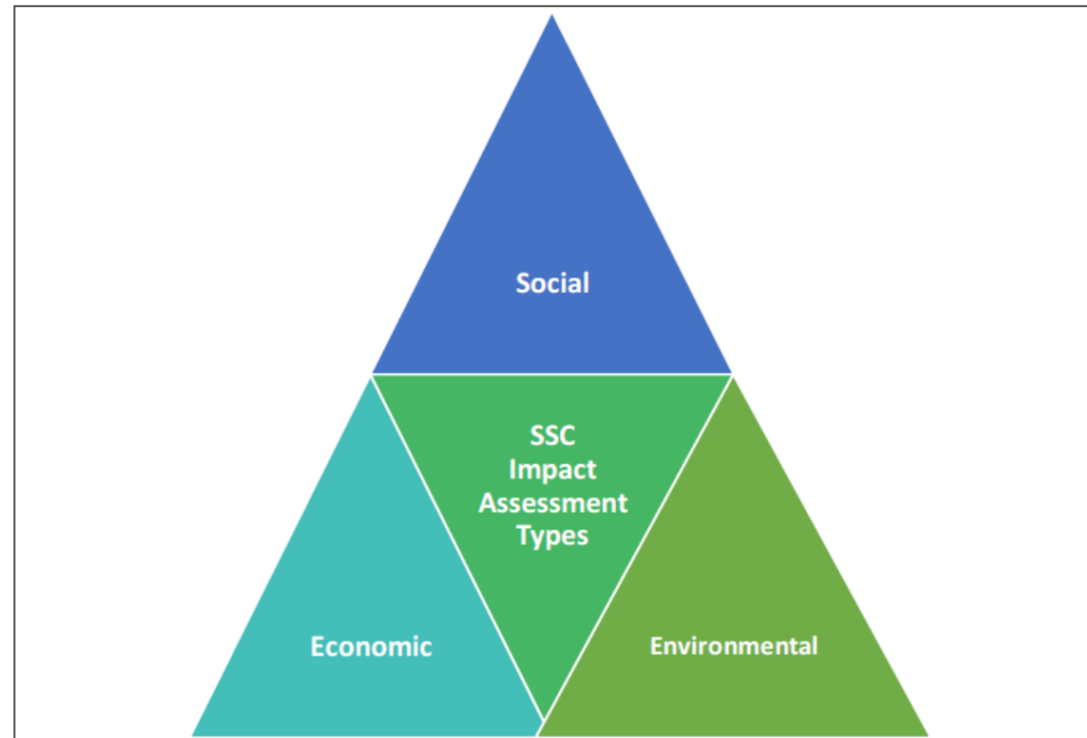 Social
SSC
Impact
Assessment
Types
Economic
Environmental